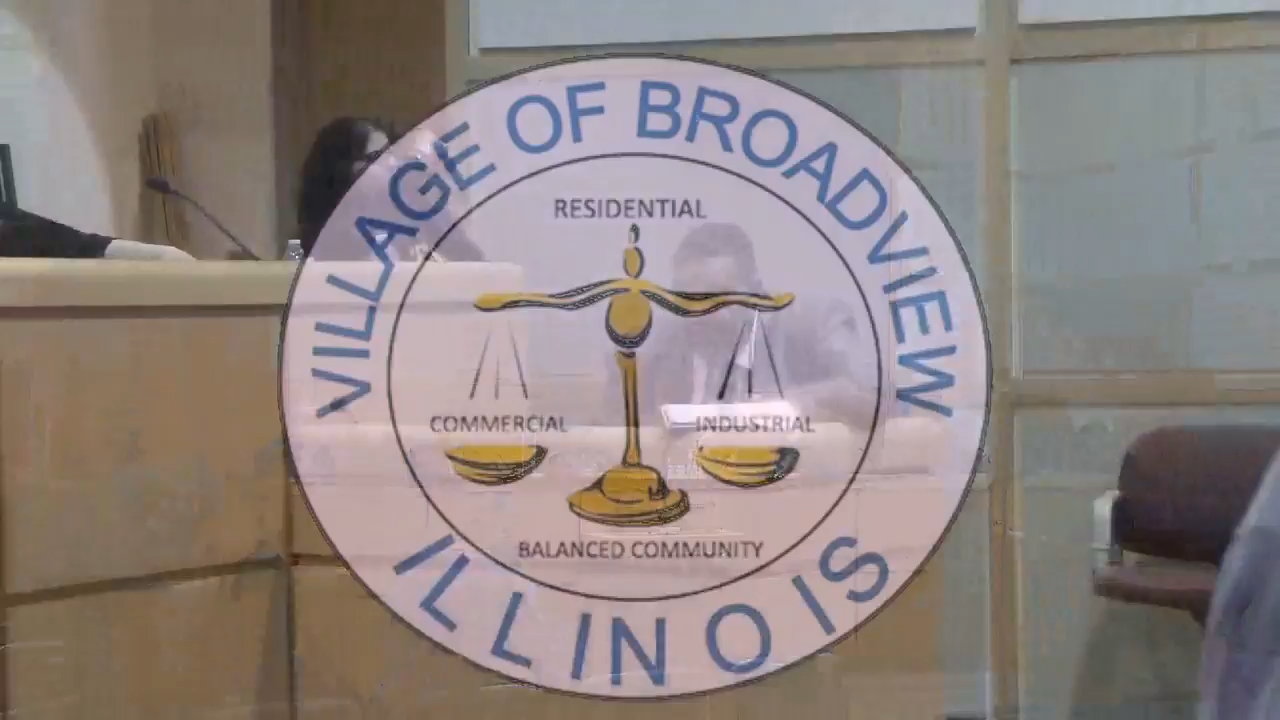 VILLAGE OF BROADVIEW
RESIDENTIAL
COMMERCIAL
INDUSTRIAL
BALANCED COMMUNITY
ILLINOIS